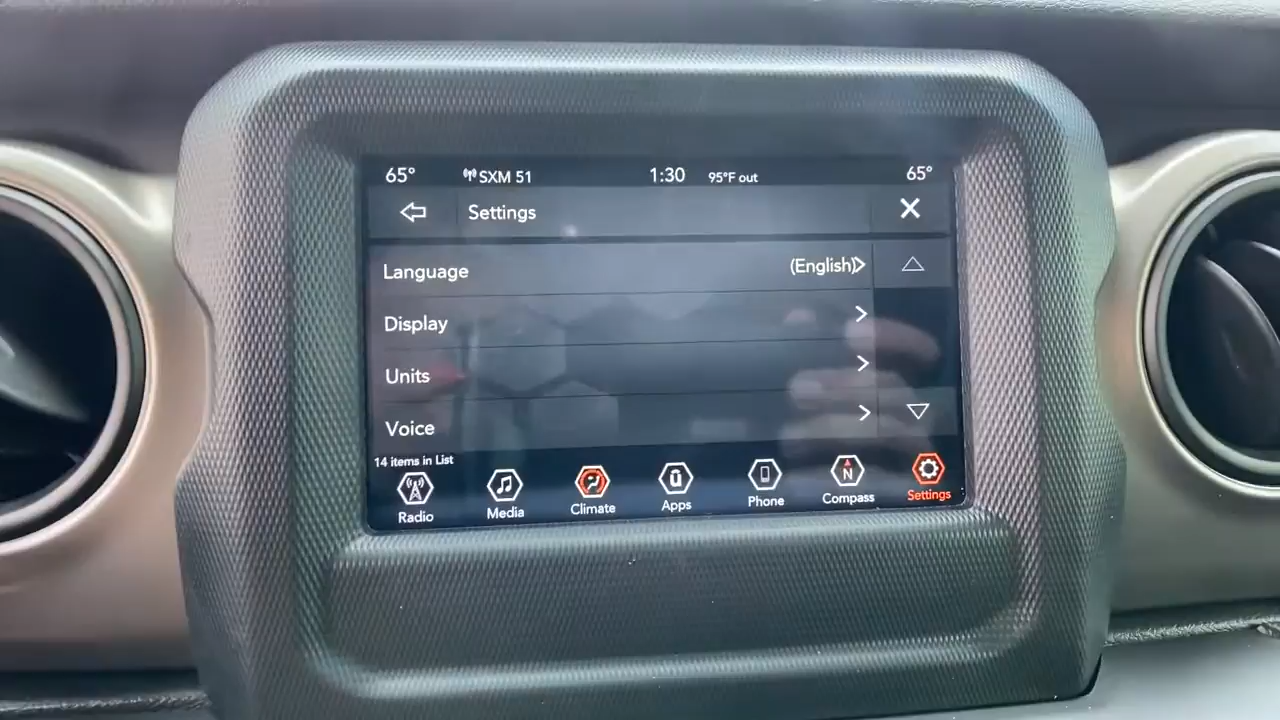 65° SXM 51 1:30 95°F out 65°
Settings
Language (English)
Display
Units
Voice
14 items in List
Radio Media Climate Apps Phone Compass Settings
N